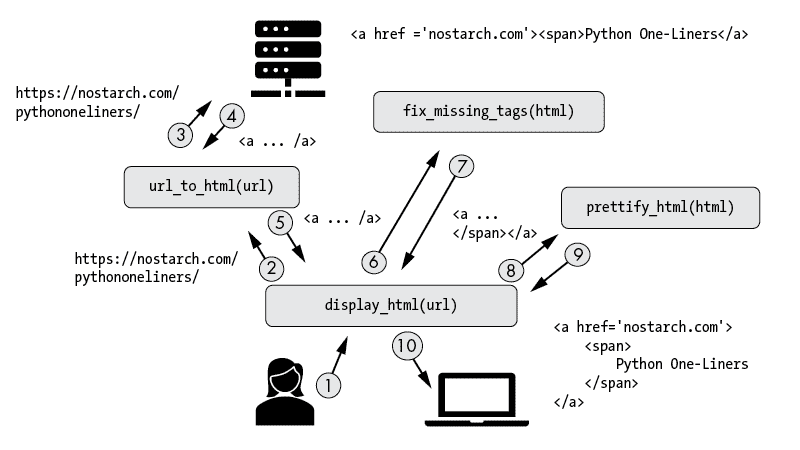 <a href ='nostarch.com'><span>Python One-Liners</a>
https://nostarch.com/
pythononeliners/
3
4
<a ... /a>
fix_missing_tags(html)
url_to_html(url)
5
<a ... /a>
7
<a ...
</span></a>
prettify_html(html)
https://nostarch.com/
pythononeliners/
2
6
8
9
display_html(url)
1
10
<a href='nostarch.com'>
    <span>
        Python One-Liners
    </span>
</a>